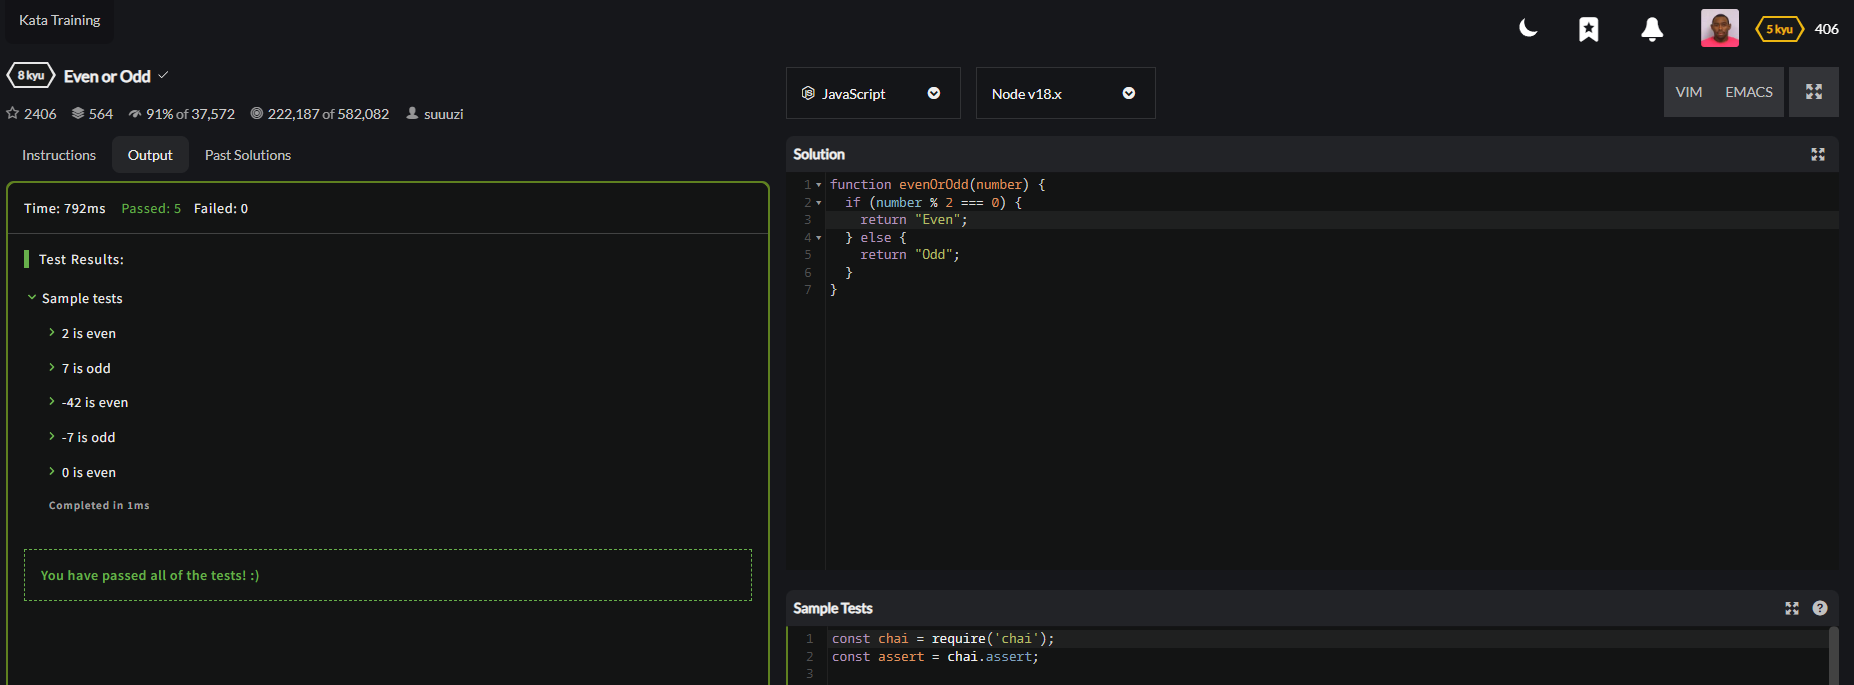 Kata Training
5 kyu 406
8 kyu Even or Odd
2406 564 91% of 37,572 222,187 of 582,082 suuuzi
Instructions Output Past Solutions
Time: 792ms Passed: 5 Failed: 0
Test Results:
Sample tests
2 is even
7 is odd
-42 is even
-7 is odd
0 is even
Completed in 1ms
You have passed all of the tests! :)
JavaScript Node v18.x VIM EMACS
Solution
1 function evenOrOdd(number) {
2 if (number % 2 === 0) {
3 return "Even";
4 } else {
5 return "Odd";
6 }
7 }
Sample Tests
1 const chai = require('chai');
2 const assert = chai.assert;
3